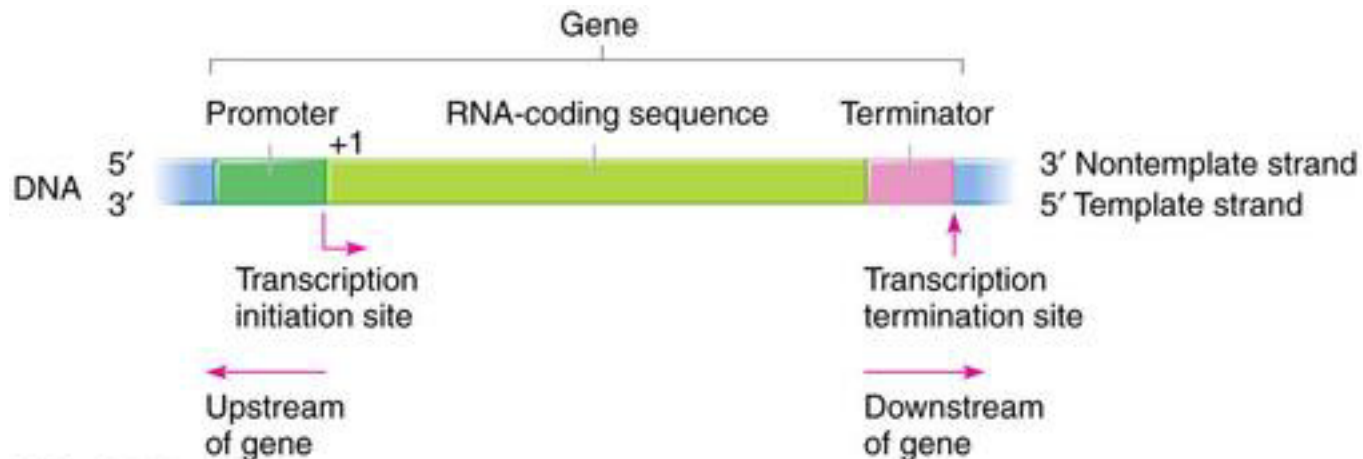 Gene
Promoter RNA-coding sequence Terminator
+1
DNA 5′ 3′ Nontemplate strand
3′ 5′ Template strand
Transcription
initiation site
Transcription
termination site
Upstream
of gene
Downstream
of gene